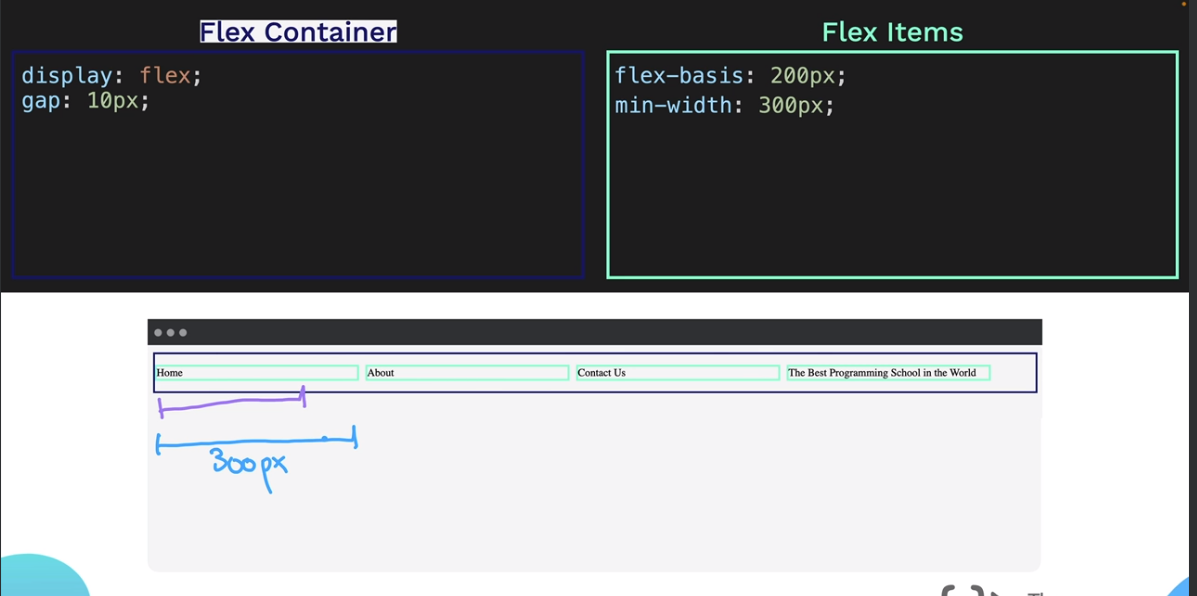 Flex Container
Flex Items
display: flex;
gap: 10px;
flex-basis: 200px;
min-width: 300px;
Home
About
Contact Us
The Best Programming School in the World
300px